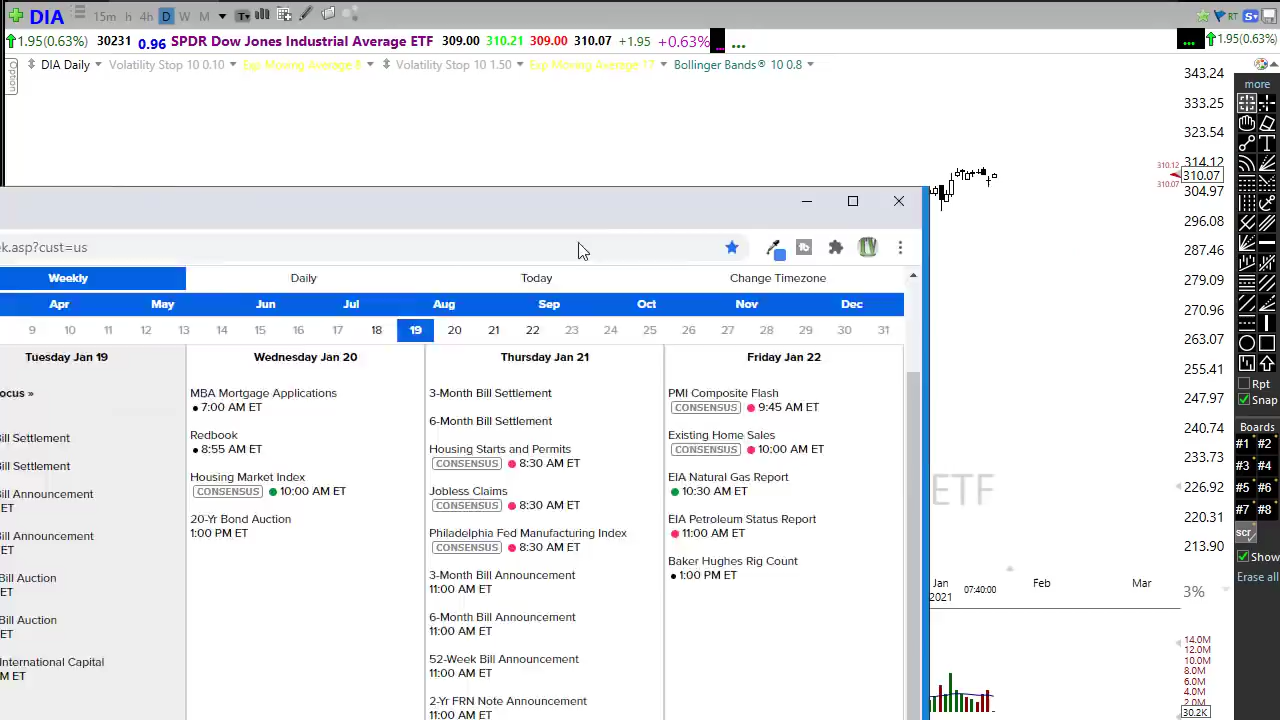 DIA
15m h 4h D W M
T
RT
S
1.95(0.63%) 30231 0.96 SPDR Dow Jones Industrial Average ETF 309.00 310.21 309.00 310.07 +1.95 +0.63% ...
... 1.95(0.63%)
Option
DIA Daily Volatility Stop 10 0.10 Exp Moving Average 8 Volatility Stop 10 1.50 Exp Moving Average 17 Bollinger Bands® 10 0.8
343.24
333.25
323.54
314.12
310.12
310.07
310.07
304.97
296.08
287.46
279.09
270.96
263.07
255.41
247.97
240.74
233.73
226.92
220.31
213.90
more
T
Rpt
Snap
Boards
#1 #2
#3 #4
#5 #6
#7 #8
scr
Show
Erase all
ek.asp?cust=us
Weekly Daily Today Change Timezone
Apr May Jun Jul Aug Sep Oct Nov Dec
9 10 11 12 13 14 15 16 17 18 19 20 21 22 23 24 25 26 27 28 29 30 31
Tuesday Jan 19
ocus »
ill Settlement
ill Settlement
ill Announcement
ET
ill Announcement
ET
ill Auction
ET
ill Auction
ET
International Capital
M ET
Wednesday Jan 20
MBA Mortgage Applications
7:00 AM ET
Redbook
8:55 AM ET
Housing Market Index
CONSENSUS 10:00 AM ET
20-Yr Bond Auction
1:00 PM ET
Thursday Jan 21
3-Month Bill Settlement
6-Month Bill Settlement
Housing Starts and Permits
CONSENSUS 8:30 AM ET
Jobless Claims
CONSENSUS 8:30 AM ET
Philadelphia Fed Manufacturing Index
CONSENSUS 8:30 AM ET
3-Month Bill Announcement
11:00 AM ET
6-Month Bill Announcement
11:00 AM ET
52-Week Bill Announcement
11:00 AM ET
2-Yr FRN Note Announcement
11:00 AM ET
Friday Jan 22
PMI Composite Flash
CONSENSUS 9:45 AM ET
Existing Home Sales
CONSENSUS 10:00 AM ET
EIA Natural Gas Report
10:30 AM ET
EIA Petroleum Status Report
11:00 AM ET
Baker Hughes Rig Count
1:00 PM ET
ETF
Jan Feb Mar
2021 07:40:00
3%
14.0M
12.0M
10.0M
8.0M
6.0M
4.0M
2.0M
30.2K